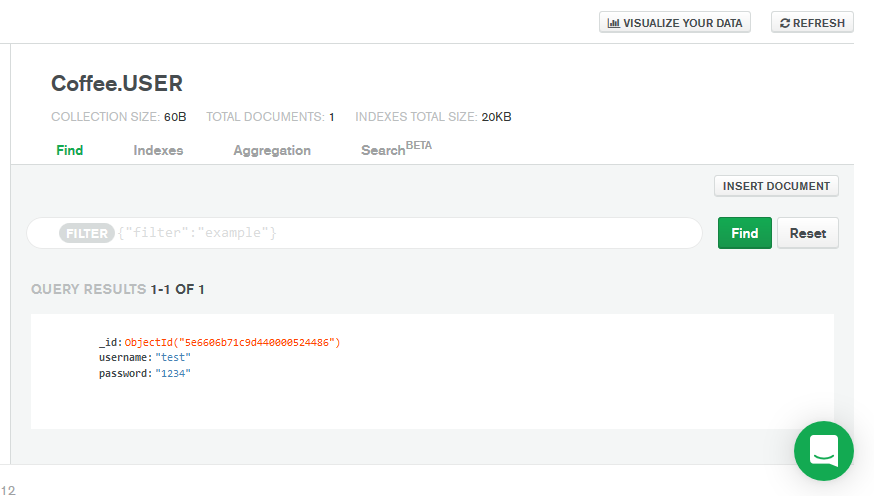 VISUALIZE YOUR DATA REFRESH
Coffee.USER
COLLECTION SIZE: 60B TOTAL DOCUMENTS: 1 INDEXES TOTAL SIZE: 20KB
Find Indexes Aggregation Search BETA
INSERT DOCUMENT
FILTER {"filter":"example"} Find Reset
QUERY RESULTS 1-1 OF 1
_id: ObjectId("5e6606b71c9d440000524486")
username: "test"
password: "1234"
12